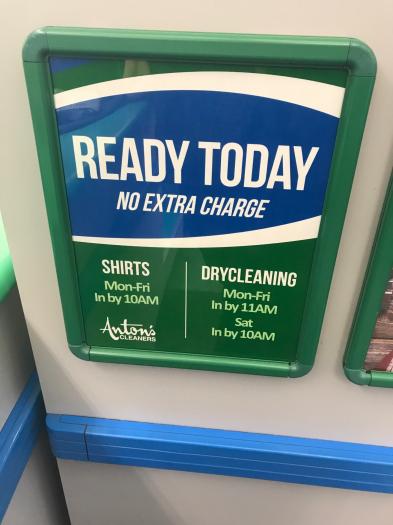 READY TODAY
NO EXTRA CHARGE
SHIRTS
Mon-Fri
In by 10AM
Anton's
CLEANERS
DRYCLEANING
Mon-Fri
In by 11AM
Sat
In by 10AM